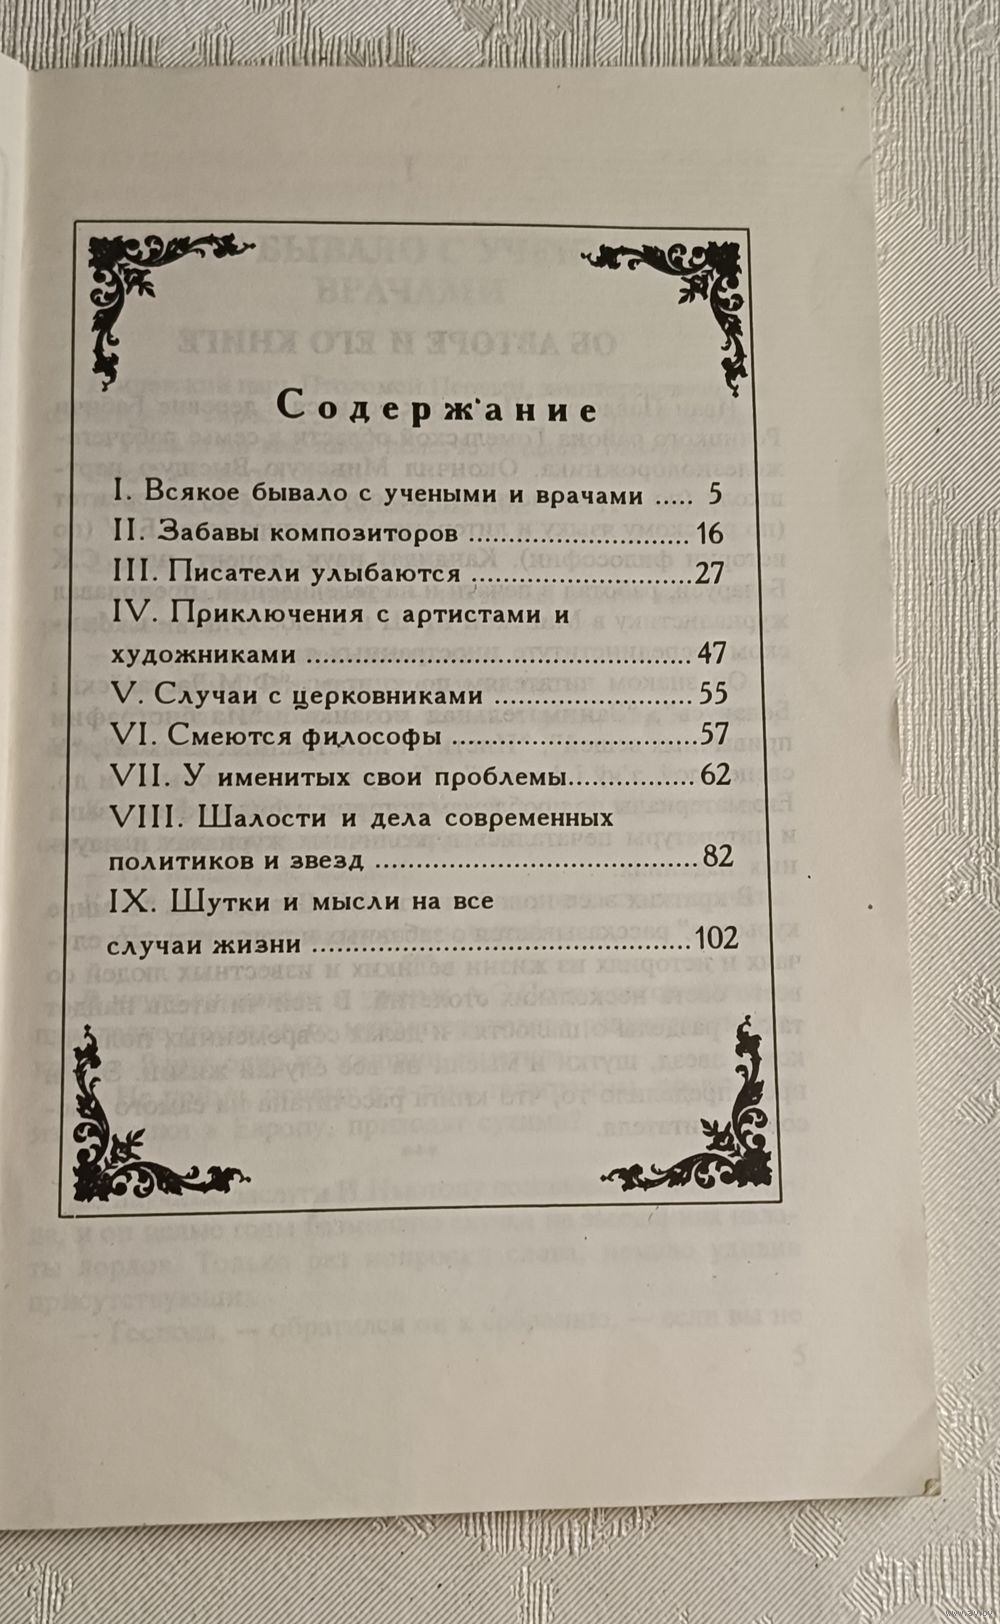 Содержание
I. Всякое бывало с учеными и врачами ..... 5
II. Забавы композиторов ........................ 16
III. Писатели улыбаются ........................27
IV. Приключения с артистами и
художниками .......................................... 47
V. Случаи с церковниками ....................... 55
VI. Смеются философы ...........................57
VII. У именитых свои проблемы..............62
VIII. Шалости и дела современных
политиков и звезд ................................... 82
IX. Шутки и мысли на все
случаи жизни .........................................102